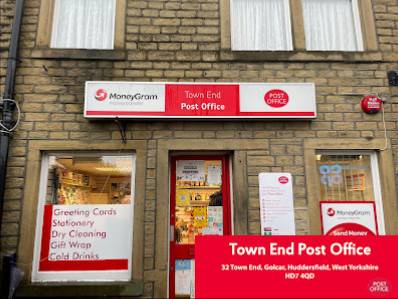 MoneyGram
Town End
Post Office
POST
OFFICE
Greeting Cards
Stationery
Dry Cleaning
Gift Wrap
Cold Drinks
MoneyGram
Send Money
Town End Post Office
32 Town End, Golcar, Huddersfield, West Yorkshire
HD7 4QD
POST
OFFICE